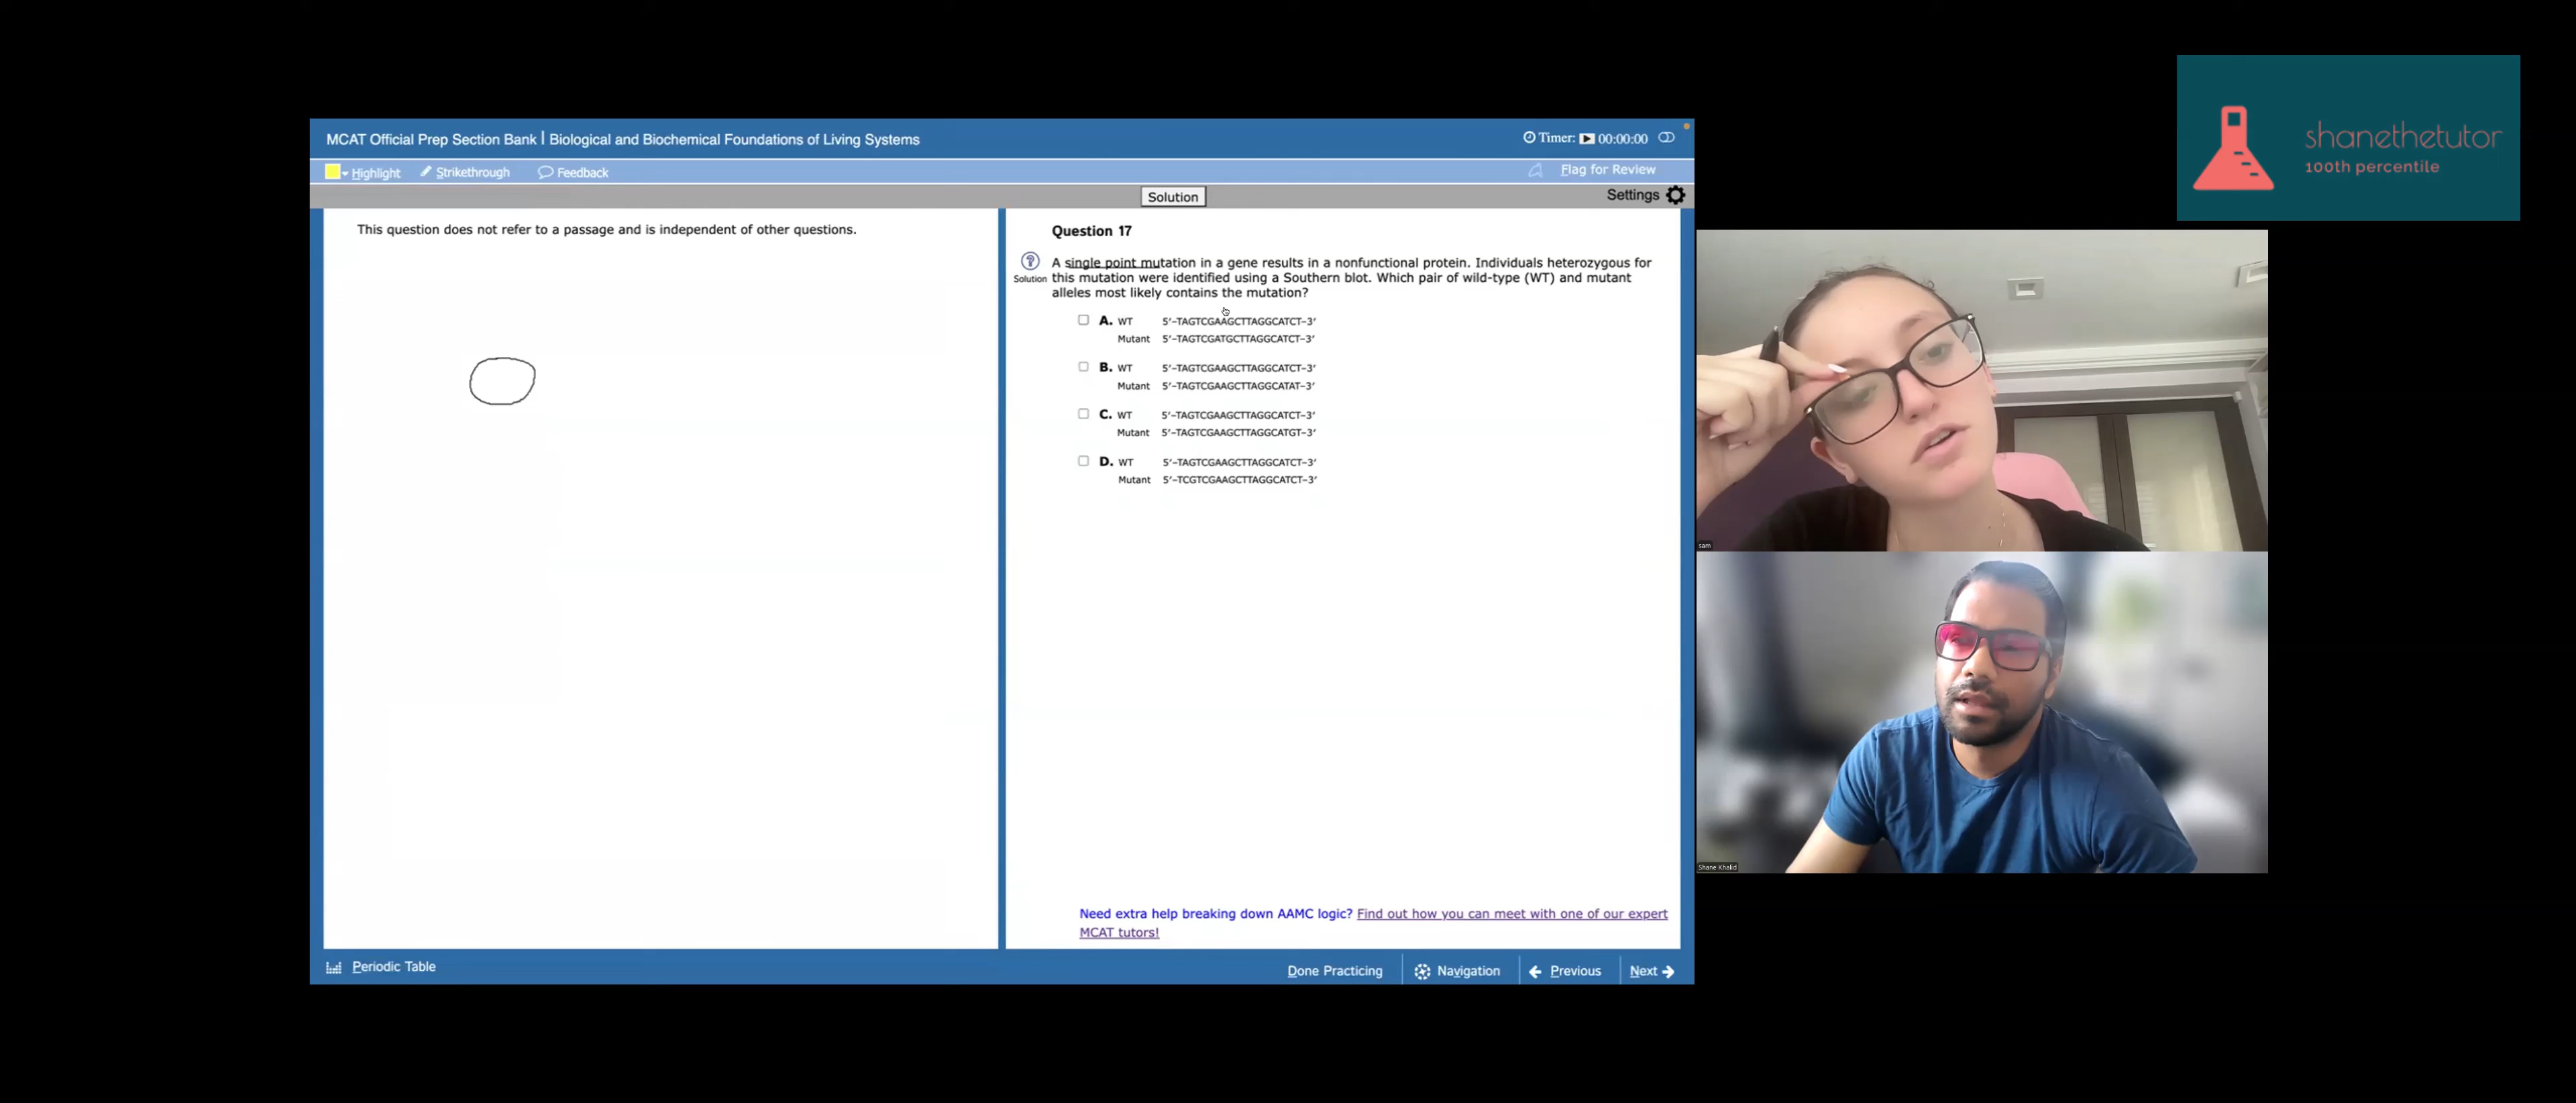 shanethetutor
100th percentile
MCAT Official Prep Section Bank | Biological and Biochemical Foundations of Living Systems
Timer: 00:00:00
Highlight Strikethrough Feedback
Flag for Review
Solution
Settings
This question does not refer to a passage and is independent of other questions.
Question 17
Solution
A single point mutation in a gene results in a nonfunctional protein. Individuals heterozygous for
this mutation were identified using a Southern blot. Which pair of wild-type (WT) and mutant
alleles most likely contains the mutation?
A. WT 5′–TAGTCGAAGCTTAGGCATCT–3′
Mutant 5′–TAGTCGATGCTTAGGCATCT–3′
B. WT 5′–TAGTCGAAGCTTAGGCATCT–3′
Mutant 5′–TAGTCGAAGCTTAGGCATAT–3′
C. WT 5′–TAGTCGAAGCTTAGGCATCT–3′
Mutant 5′–TAGTCGAAGCTTAGGCATGT–3′
D. WT 5′–TAGTCGAAGCTTAGGCATCT–3′
Mutant 5′–TCGTCGAAGCTTAGGCATCT–3′
Need extra help breaking down AAMC logic? Find out how you can meet with one of our expert
MCAT tutors!
Periodic Table
Done Practicing Navigation Previous Next
sam
Shane Khalid